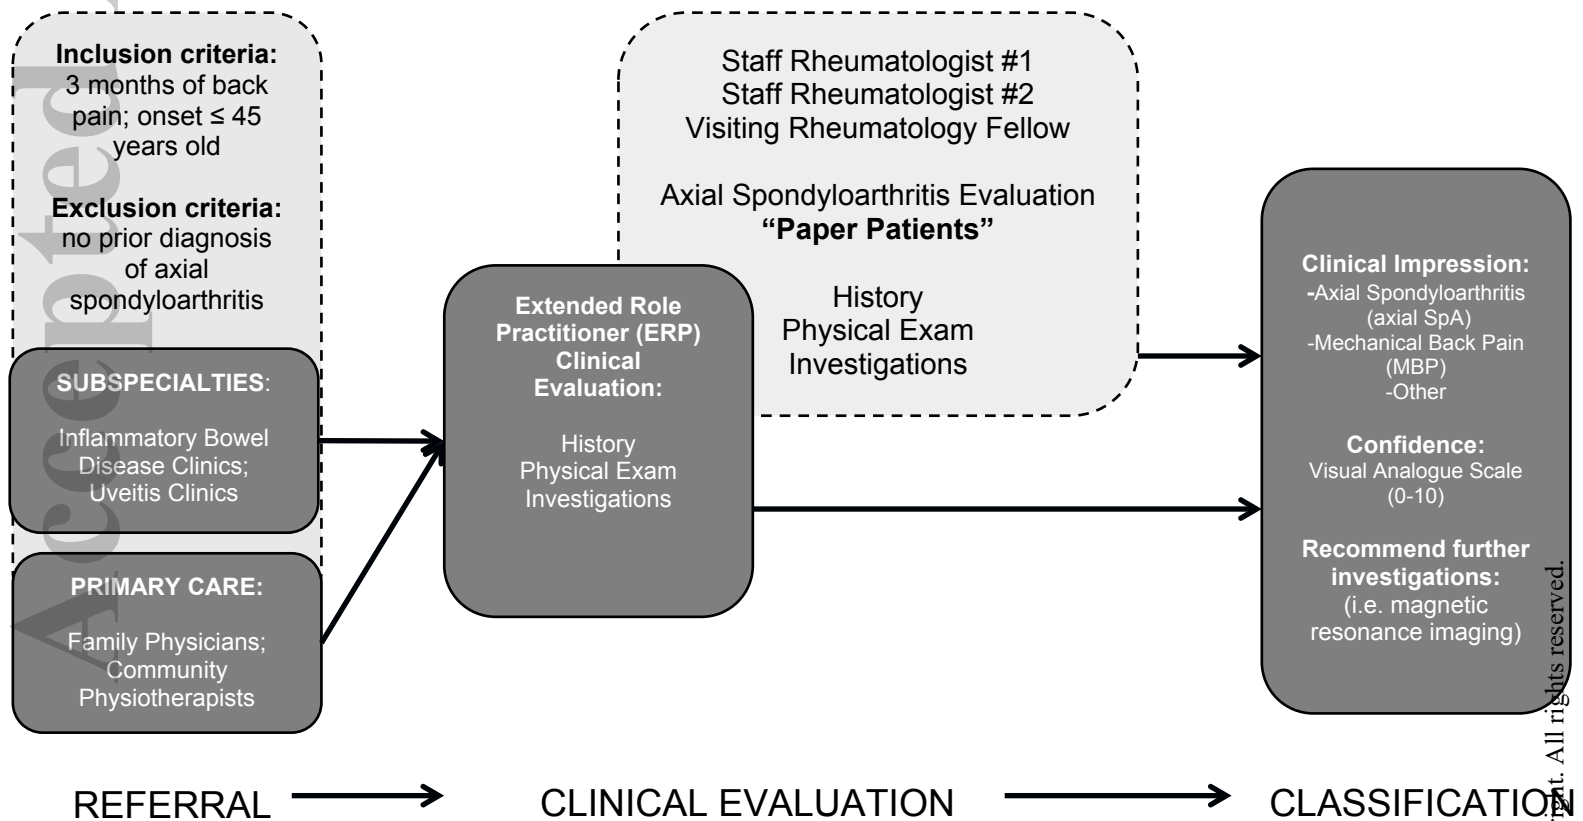 Inclusion criteria:
3 months of back
pain; onset ≤ 45
years old
Exclusion criteria:
no prior diagnosis
of axial
spondyloarthritis
SUBSPECIALTIES:
Inflammatory Bowel
Disease Clinics;
Uveitis Clinics
PRIMARY CARE:
Family Physicians;
Community
Physiotherapists
Extended Role
Practitioner (ERP)
Clinical
Evaluation:
History
Physical Exam
Investigations
Staff Rheumatologist #1
Staff Rheumatologist #2
Visiting Rheumatology Fellow
Axial Spondyloarthritis Evaluation
“Paper Patients”
History
Physical Exam
Investigations
Clinical Impression:
-Axial Spondyloarthritis
(axial SpA)
-Mechanical Back Pain
(MBP)
-Other
Confidence:
Visual Analogue Scale
(0-10)
Recommend further
investigations:
(i.e. magnetic
resonance imaging)
REFERRAL
CLINICAL EVALUATION
CLASSIFICATION
Accepted
All rights reserved.